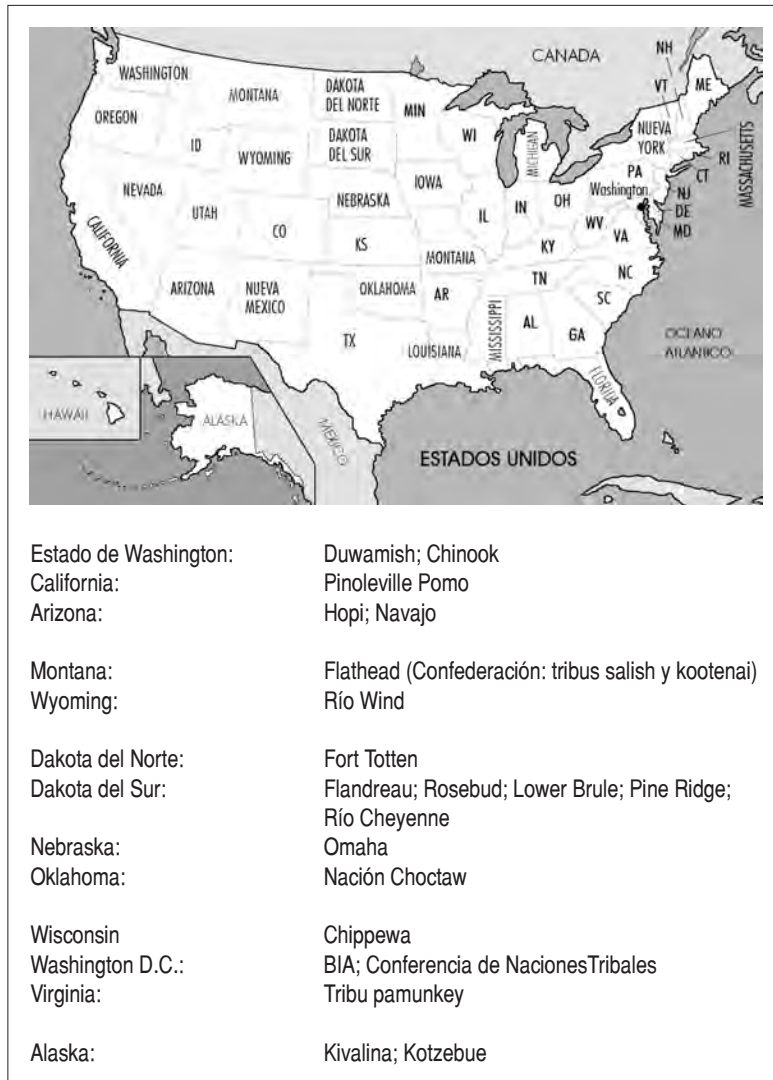 CANADA
NH
VT
ME
WASHINGTON
MONTANA
DAKOTA
DEL NORTE
MIN
OREGON
ID
WYOMING
DAKOTA
DEL SUR
WI
MICHIGAN
NUEVA
YORK
MASSACHUSETTS
RI
CT
PA
Washington
NJ
DE
MD
NEVADA
UTAH
CO
NEBRASKA
IOWA
IL
IN
OH
WV
VA
CALIFORNIA
KS
MONTANA
KY
NC
ARIZONA
NUEVA
MEXICO
OKLAHOMA
AR
TN
SC
TX
LOUISIANA
MISSISSIPPI
AL
GA
FLORIDA
OCEANO
ATLANTICO
HAWAII
ALASKA
MEXICO
ESTADOS UNIDOS
Estado de Washington: Duwamish; Chinook
California: Pinoleville Pomo
Arizona: Hopi; Navajo
Montana: Flathead (Confederación: tribus salish y kootenai)
Wyoming: Río Wind
Dakota del Norte: Fort Totten
Dakota del Sur: Flandreau; Rosebud; Lower Brule; Pine Ridge;
Río Cheyenne
Nebraska: Omaha
Oklahoma: Nación Choctaw
Wisconsin Chippewa
Washington D.C.: BIA; Conferencia de NacionesTribales
Virginia: Tribu pamunkey
Alaska: Kivalina; Kotzebue